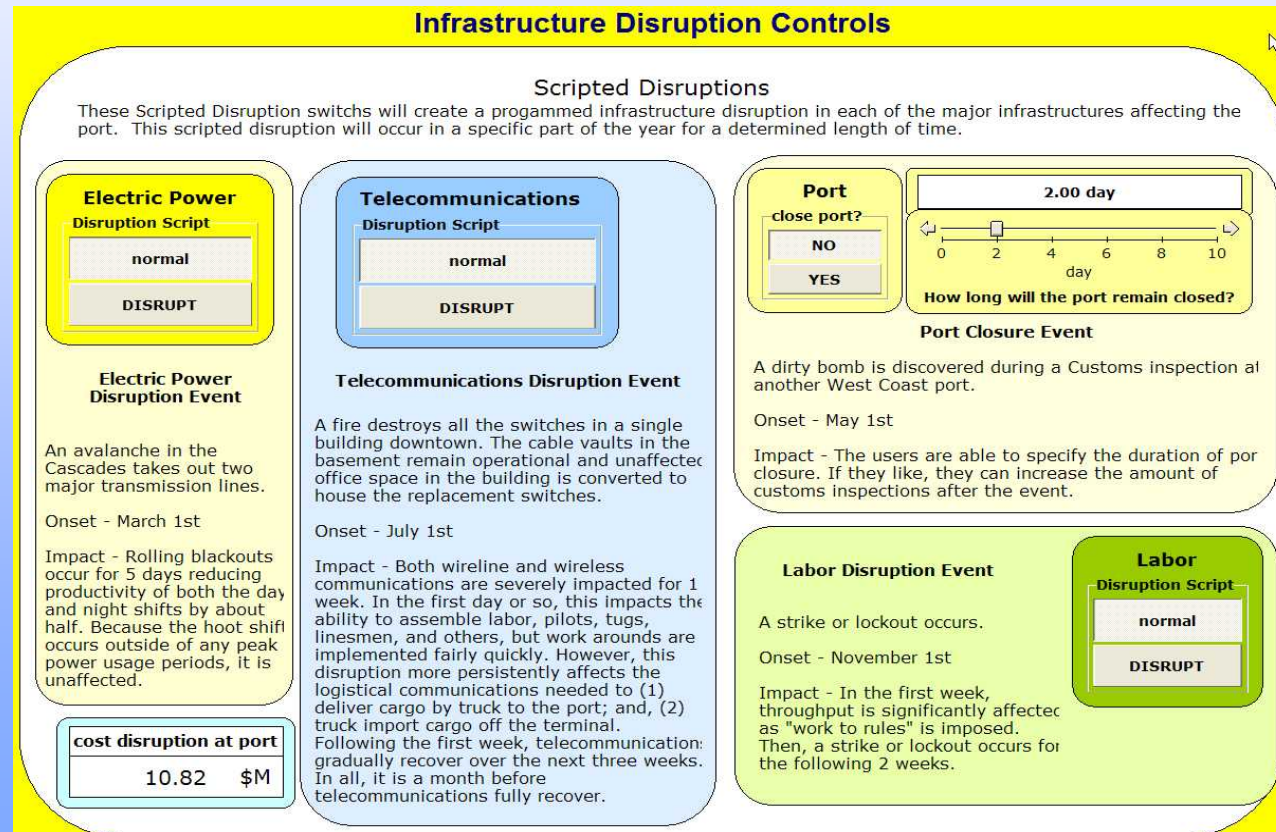 Infrastructure Disruption Controls
Scripted Disruptions
These Scripted Disruption switchs will create a progammed infrastructure disruption in each of the major infrastructures affecting the
port. This scripted disruption will occur in a specific part of the year for a determined length of time.
Electric Power
Disruption Script
normal
DISRUPT
Electric Power
Disruption Event
An avalanche in the
Cascades takes out two
major transmission lines.
Onset - March 1st
Impact - Rolling blackouts
occur for 5 days reducing
productivity of both the day
and night shifts by about
half. Because the hoot shift
occurs outside of any peak
power usage periods, it is
unaffected.
cost disruption at port
10.82 $M
Telecommunications
Disruption Script
normal
DISRUPT
Telecommunications Disruption Event
A fire destroys all the switches in a single
building downtown. The cable vaults in the
basement remain operational and unaffected
office space in the building is converted to
house the replacement switches.
Onset - July 1st
Impact - Both wireline and wireless
communications are severely impacted for 1
week. In the first day or so, this impacts the
ability to assemble labor, pilots, tugs,
linesmen, and others, but work arounds are
implemented fairly quickly. However, this
disruption more persistently affects the
logistical communications needed to (1)
deliver cargo by truck to the port; and, (2)
truck import cargo off the terminal.
Following the first week, telecommunications
gradually recover over the next three weeks.
In all, it is a month before
telecommunications fully recover.
Port
close port?
NO
YES
2.00 day
0 2 4 6 8 10
day
How long will the port remain closed?
Port Closure Event
A dirty bomb is discovered during a Customs inspection at
another West Coast port.
Onset - May 1st
Impact - The users are able to specify the duration of por
closure. If they like, they can increase the amount of
customs inspections after the event.
Labor Disruption Event
A strike or lockout occurs.
Onset - November 1st
Impact - In the first week,
throughput is significantly affected
as "work to rules" is imposed.
Then, a strike or lockout occurs for
the following 2 weeks.
Labor
Disruption Script
normal
DISRUPT